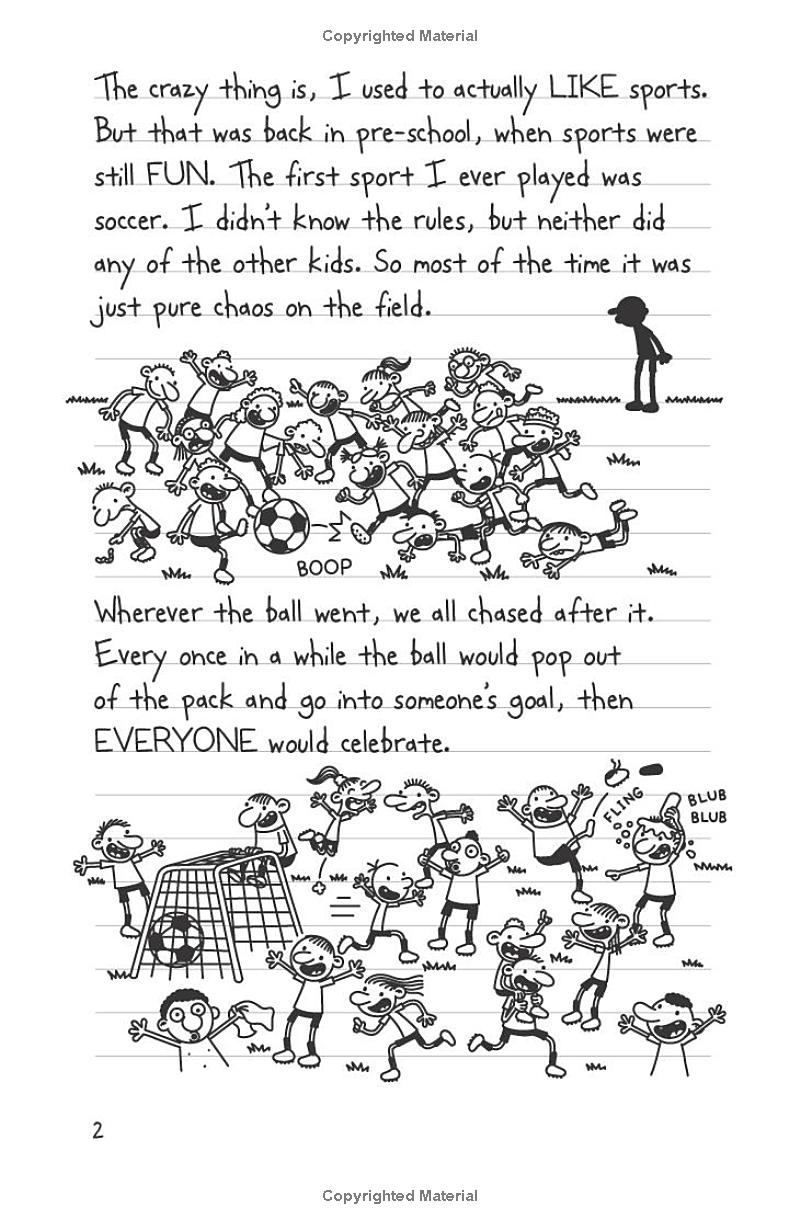 Copyrighted Material
The crazy thing is, I used to actually LIKE sports.
But that was back in pre-school, when sports were
still FUN. The first sport I ever played was
soccer. I didn't know the rules, but neither did
any of the other kids. So most of the time it was
just pure chaos on the field.
BOOP
Wherever the ball went, we all chased after it.
Every once in a while the ball would pop out
of the pack and go into someone's goal, then
EVERYONE would celebrate.
FLING
BLUB
BLUB
2
Copyrighted Material